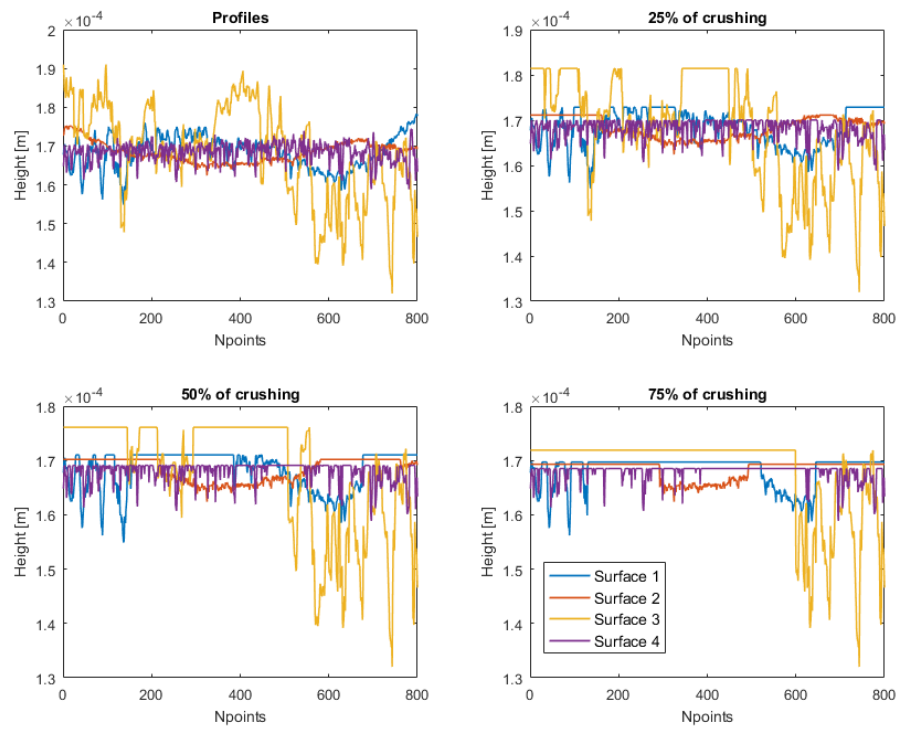 Profiles
×10⁻⁴
2
1.9
1.8
1.7
1.6
1.5
1.4
1.3
Height [m]
0 200 400 600 800
Npoints
25% of crushing
×10⁻⁴
1.9
1.8
1.7
1.6
1.5
1.4
1.3
Height [m]
0 200 400 600 800
Npoints
50% of crushing
×10⁻⁴
1.8
1.7
1.6
1.5
1.4
1.3
Height [m]
0 200 400 600 800
Npoints
75% of crushing
×10⁻⁴
1.8
1.7
1.6
1.5
1.4
1.3
Height [m]
Surface 1
Surface 2
Surface 3
Surface 4
0 200 400 600 800
Npoints